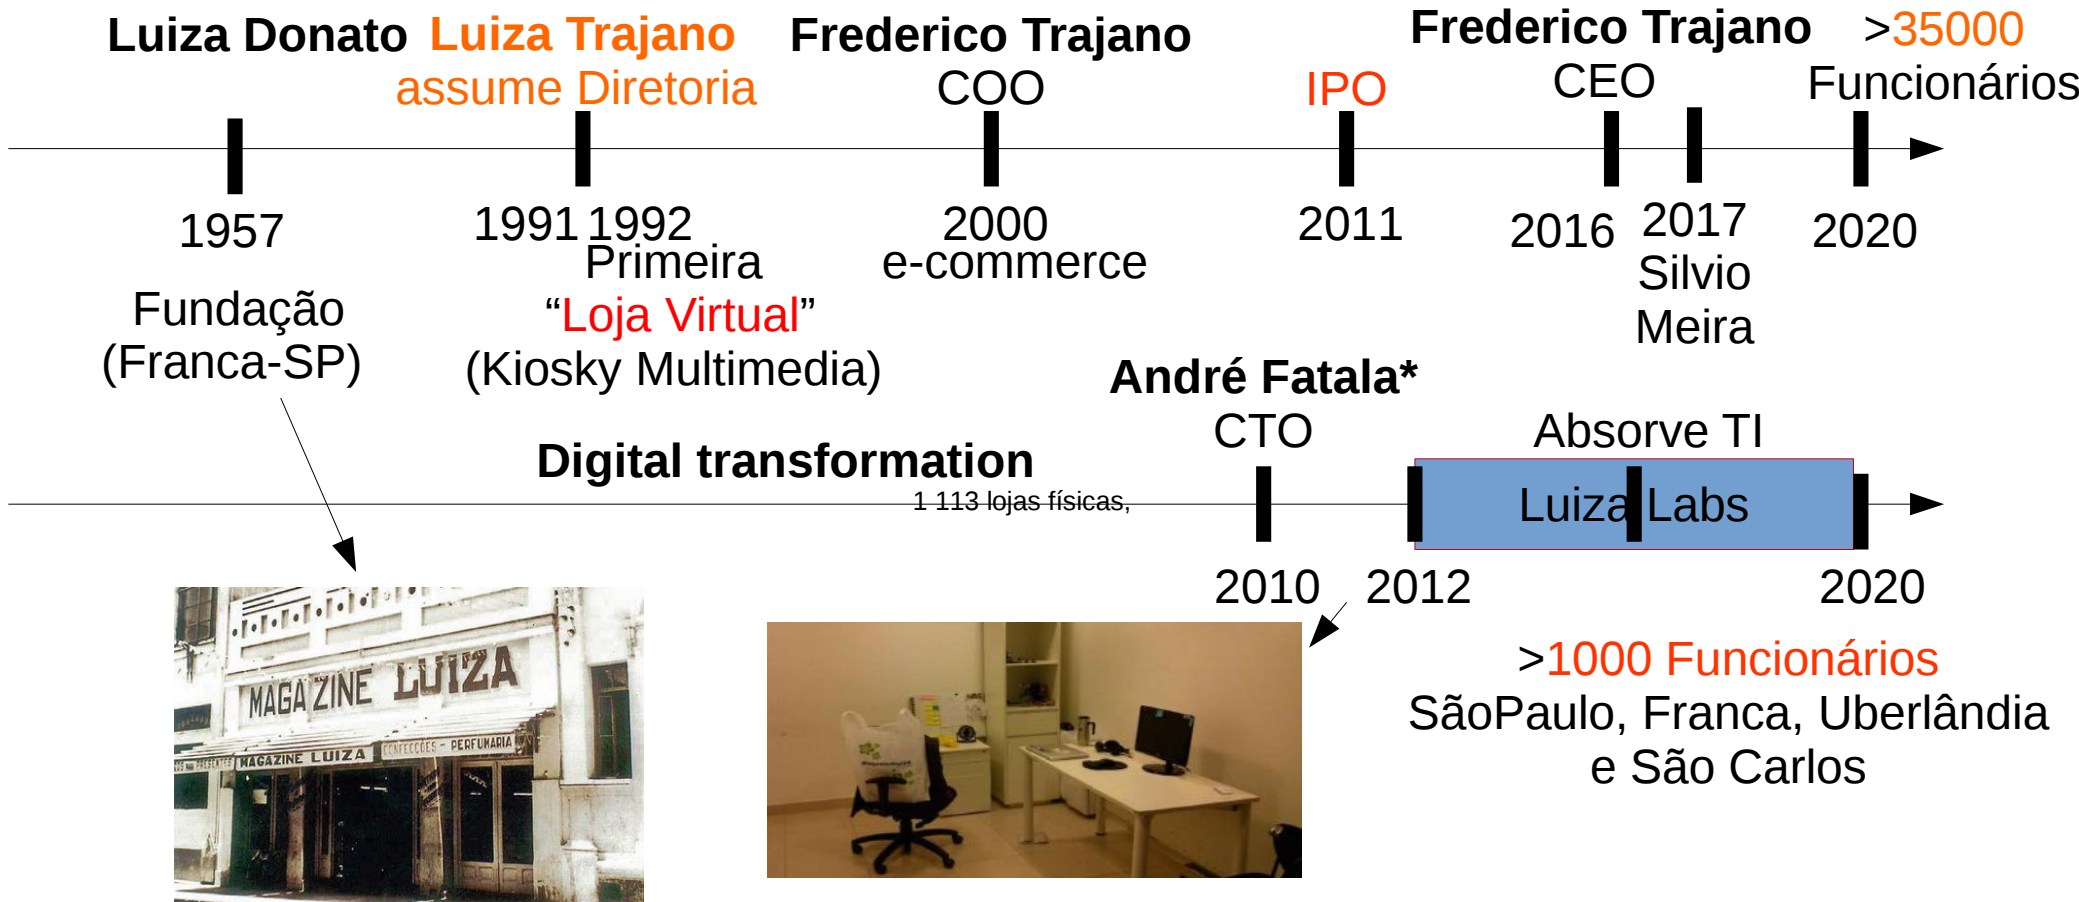 Luiza Donato
Luiza Trajano
assume Diretoria
Frederico Trajano
COO
IPO
Frederico Trajano
CEO
>35000
Funcionários
1957
1991 1992
2000
2011
2016
2017
2020
Fundação
(Franca-SP)
Primeira
“Loja Virtual”
(Kiosky Multimedia)
e-commerce
Silvio
Meira
André Fatala*
CTO
Absorve TI
Digital transformation
1 113 lojas físicas,
Luiza Labs
2010
2012
2020
>1000 Funcionários
SãoPaulo, Franca, Uberlândia
e São Carlos
MAGAZINE LUIZA
MAGAZINE LUIZA
CONFECCÕES - PERFUMARIA